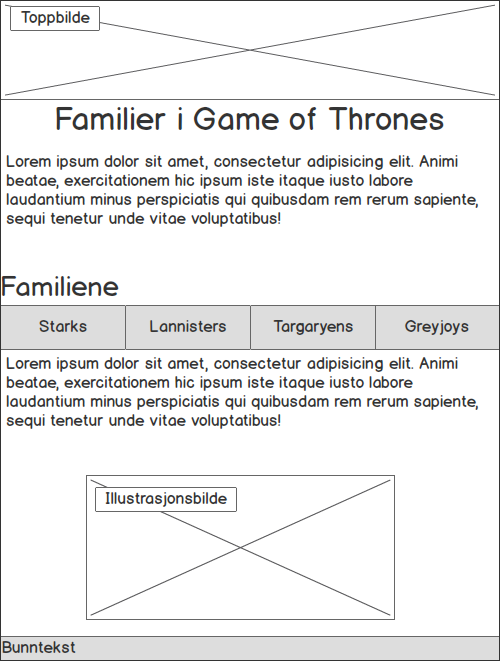 Toppbilde
Familier i Game of Thrones
Lorem ipsum dolor sit amet, consectetur adipisicing elit. Animi
beatae, exercitationem hic ipsum iste itaque iusto labore
laudantium minus perspiciatis qui quibusdam rem rerum sapiente,
sequi tenetur unde vitae voluptatibus!
Familiene
Starks Lannisters Targaryens Greyjoys
Lorem ipsum dolor sit amet, consectetur adipisicing elit. Animi
beatae, exercitationem hic ipsum iste itaque iusto labore
laudantium minus perspiciatis qui quibusdam rem rerum sapiente,
sequi tenetur unde vitae voluptatibus!
Illustrasjonsbilde
Bunntekst